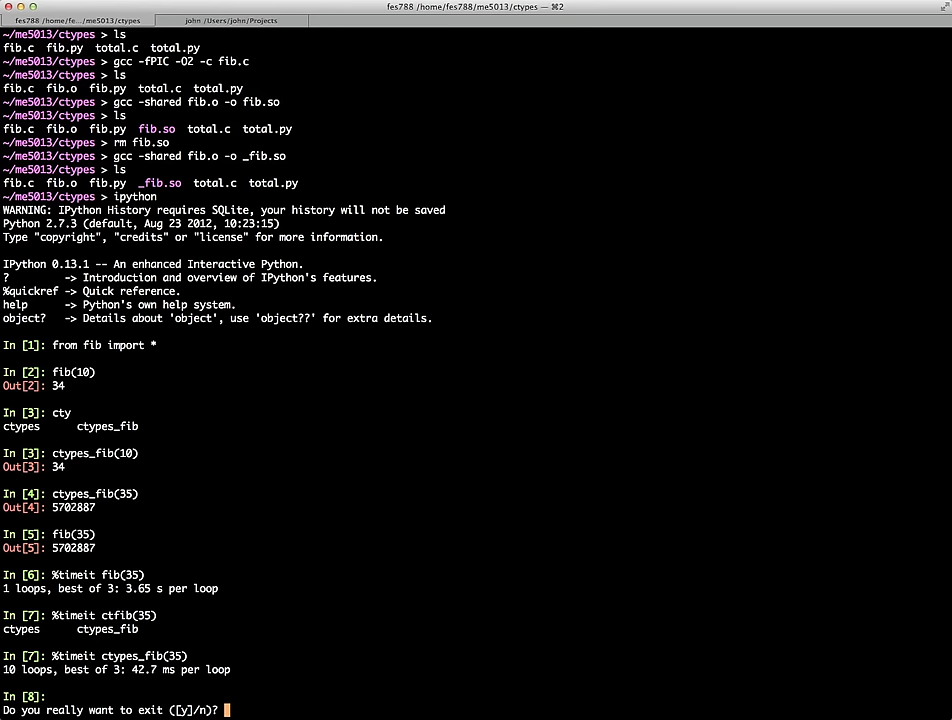 fes788 /home/fes788/me5013/ctypes — ⌘2
fes788 /home/fe.../me5013/ctypes john /Users/john/Projects
~/me5013/ctypes > ls
fib.c fib.py total.c total.py
~/me5013/ctypes > gcc -fPIC -O2 -c fib.c
~/me5013/ctypes > ls
fib.c fib.o fib.py total.c total.py
~/me5013/ctypes > gcc -shared fib.o -o fib.so
~/me5013/ctypes > ls
fib.c fib.o fib.py fib.so total.c total.py
~/me5013/ctypes > rm fib.so
~/me5013/ctypes > gcc -shared fib.o -o _fib.so
~/me5013/ctypes > ls
fib.c fib.o fib.py _fib.so total.c total.py
~/me5013/ctypes > ipython
WARNING: IPython History requires SQLite, your history will not be saved
Python 2.7.3 (default, Aug 23 2012, 10:23:15)
Type "copyright", "credits" or "license" for more information.
IPython 0.13.1 -- An enhanced Interactive Python.
? -> Introduction and overview of IPython's features.
%quickref -> Quick reference.
help -> Python's own help system.
object? -> Details about 'object', use 'object??' for extra details.
In [1]: from fib import *
In [2]: fib(10)
Out[2]: 34
In [3]: cty
ctypes ctypes_fib
In [3]: ctypes_fib(10)
Out[3]: 34
In [4]: ctypes_fib(35)
Out[4]: 5702887
In [5]: fib(35)
Out[5]: 5702887
In [6]: %timeit fib(35)
1 loops, best of 3: 3.65 s per loop
In [7]: %timeit ctfib(35)
ctypes ctypes_fib
In [7]: %timeit ctypes_fib(35)
10 loops, best of 3: 42.7 ms per loop
In [8]:
Do you really want to exit ([y]/n)?